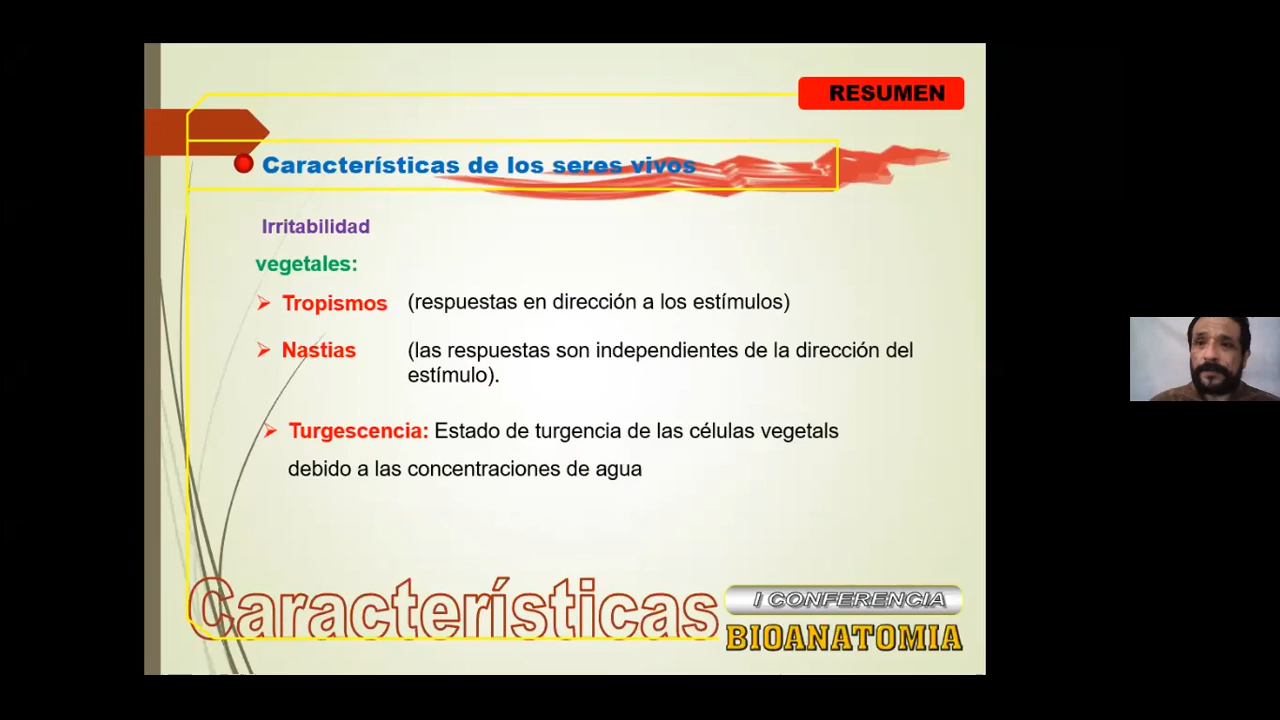 RESUMEN
Características de los seres vivos
Irritabilidad
vegetales:
Tropismos (respuestas en dirección a los estímulos)
Nastias (las respuestas son independientes de la dirección del
estímulo).
Turgescencia: Estado de turgencia de las células vegetals
debido a las concentraciones de agua
Características
I CONFERENCIA
BIOANATOMIA